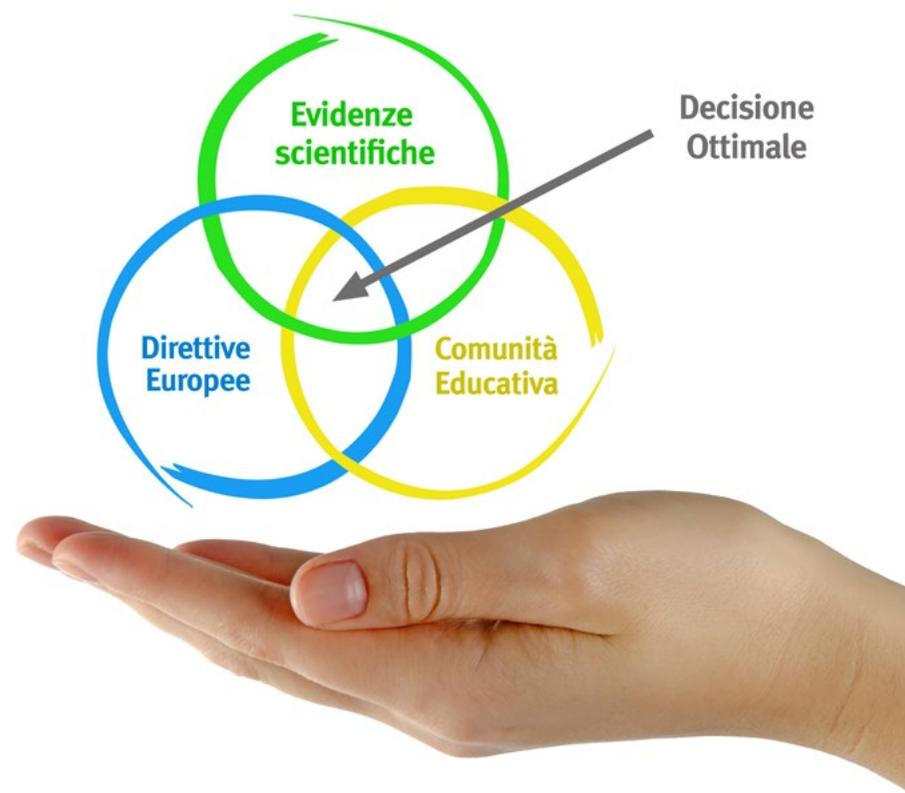 Evidenze
scientifiche
Decisione
Ottimale
Direttive
Europee
Comunità
Educativa